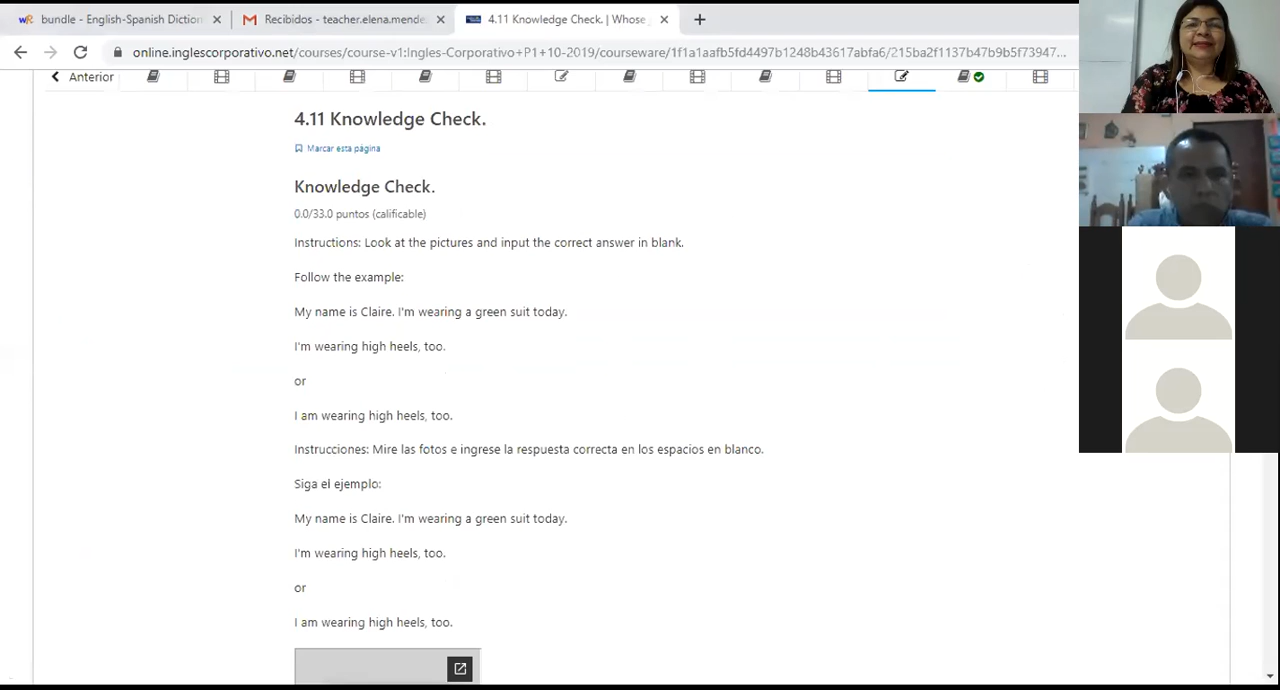 bundle - English-Spanish Diction
Recibidos - teacher.elena.mende
4.11 Knowledge Check. | Whose
online.inglescorporativo.net/courses/course-v1:Ingles-Corporativo+P1+10-2019/courseware/1f1a1aafb5fd4497b1248b43617abfa6/215ba2f1137b47b9b5f73947...
Anterior
4.11 Knowledge Check.
Marcar esta página
Knowledge Check.
0.0/33.0 puntos (calificable)
Instructions: Look at the pictures and input the correct answer in blank.
Follow the example:
My name is Claire. I'm wearing a green suit today.
I'm wearing high heels, too.
or
I am wearing high heels, too.
Instrucciones: Mire las fotos e ingrese la respuesta correcta en los espacios en blanco.
Siga el ejemplo:
My name is Claire. I'm wearing a green suit today.
I'm wearing high heels, too.
or
I am wearing high heels, too.